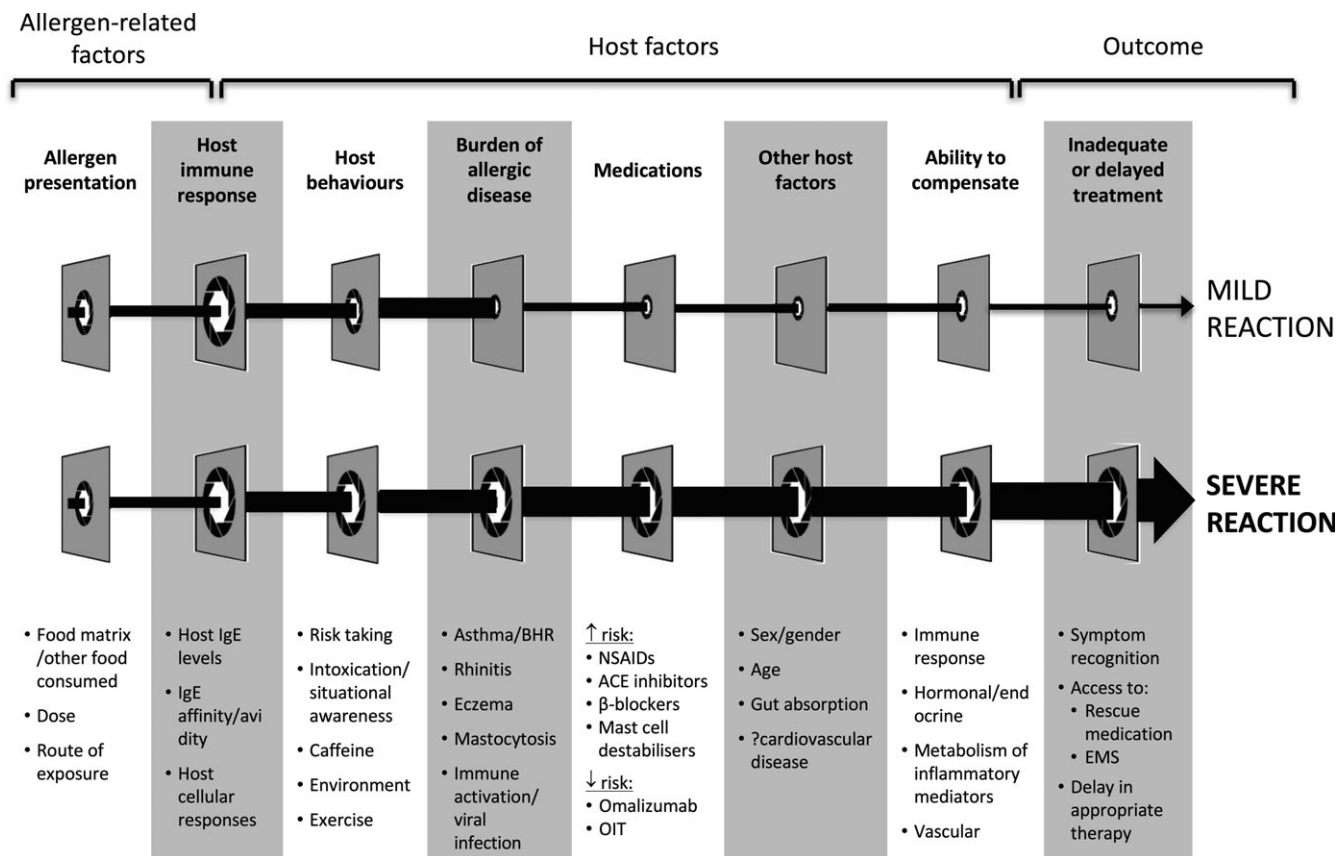 Allergen-related
factors
Host factors
Outcome
Allergen
presentation
Host
immune
response
Host
behaviours
Burden of
allergic
disease
Medications
Other host
factors
Ability to
compensate
Inadequate
or delayed
treatment
MILD
REACTION
SEVERE
REACTION
• Food matrix
/other food
consumed
• Dose
• Route of
exposure
• Host IgE
levels
• IgE
affinity/avi
dity
• Host
cellular
responses
• Risk taking
• Intoxication/
situational
awareness
• Caffeine
• Environment
• Exercise
• Asthma/BHR
• Rhinitis
• Eczema
• Mastocytosis
• Immune
activation/
viral
infection
↑ risk:
• NSAIDs
• ACE inhibitors
• β-blockers
• Mast cell
destabilisers
↓ risk:
• Omalizumab
• OIT
• Sex/gender
• Age
• Gut absorption
• ?cardiovascular
disease
• Immune
response
• Hormonal/end
ocrine
• Metabolism of
inflammatory
mediators
• Vascular
• Symptom
recognition
• Access to:
• Rescue
medication
• EMS
• Delay in
appropriate
therapy